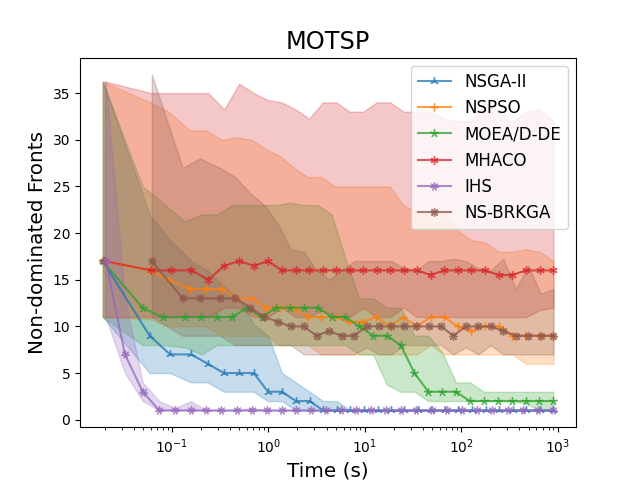 MOTSP
NSGA-II
NSPSO
MOEA/D-DE
MHACO
IHS
NS-BRKGA
Non-dominated Fronts
35
30
25
20
15
10
5
0
10⁻¹
10⁰
10¹
10²
10³
Time (s)